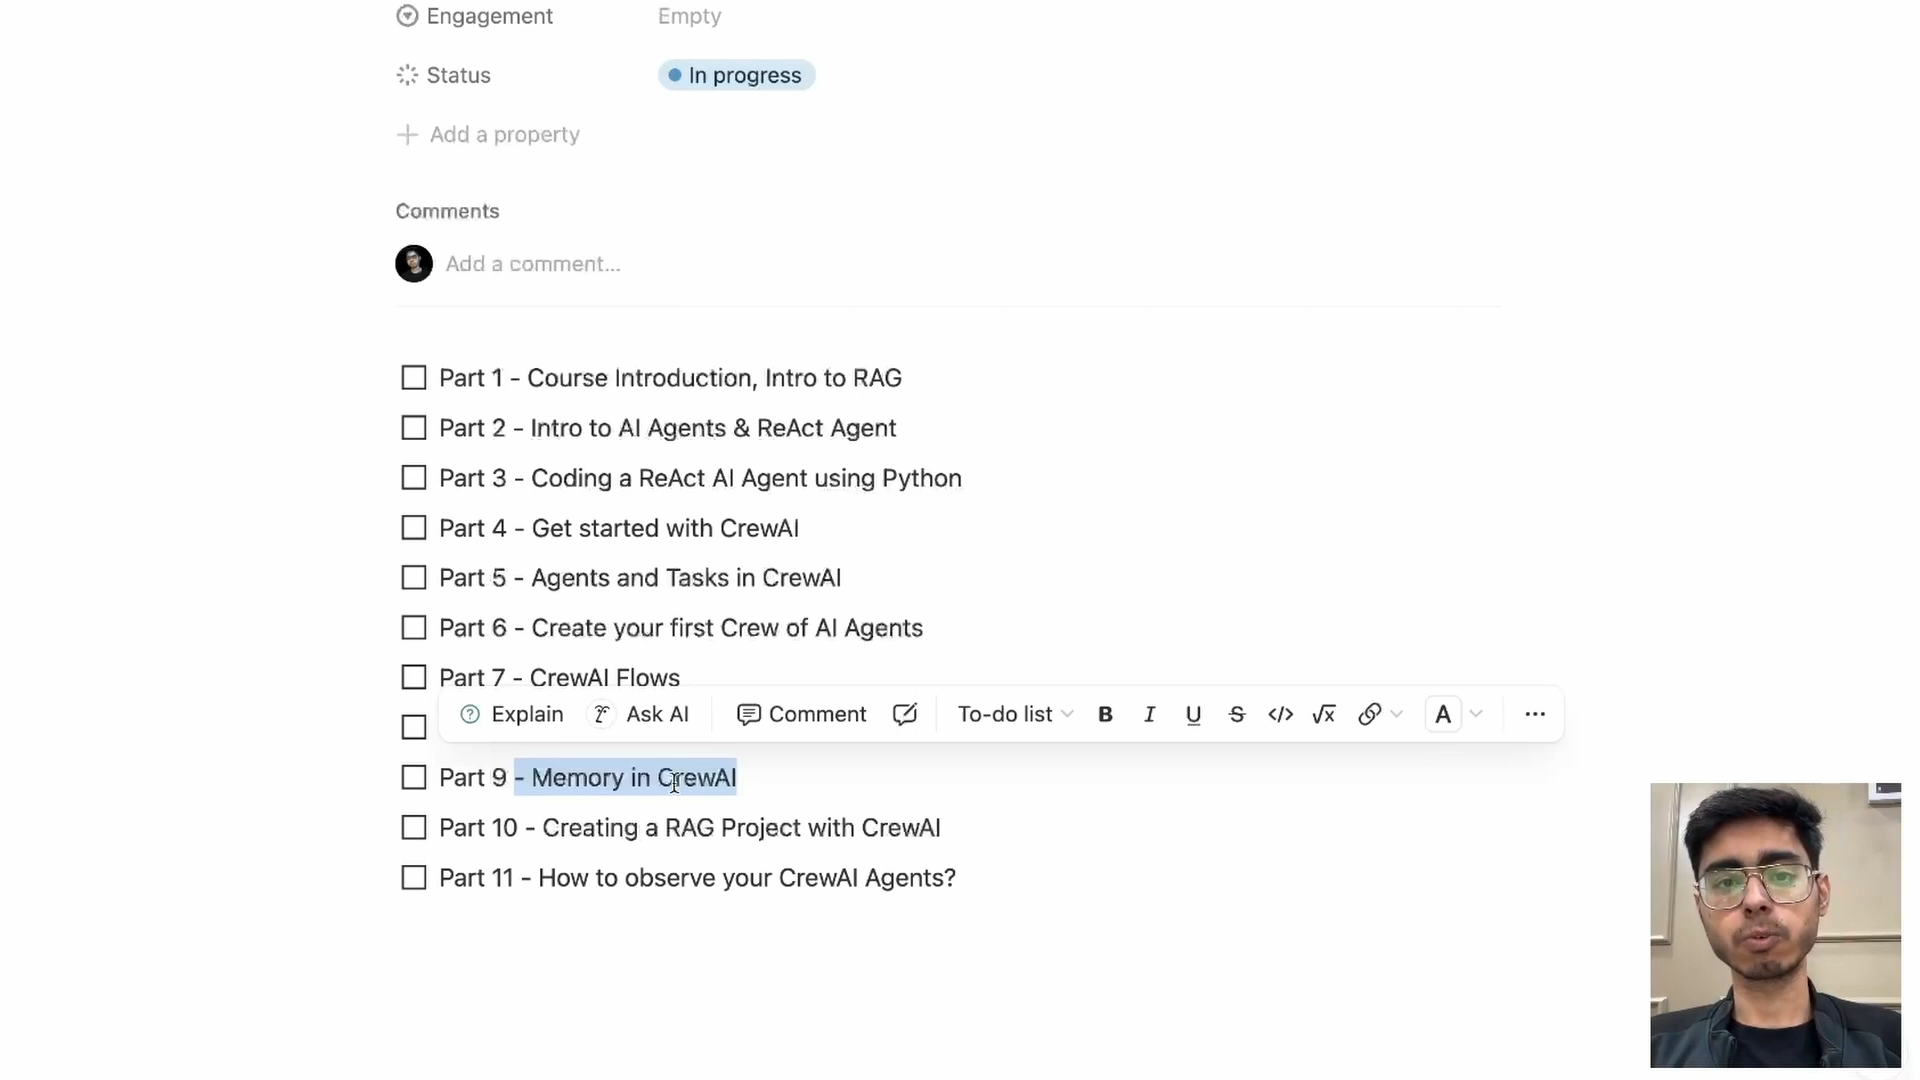 Engagement Empty
Status In progress
Add a property
Comments
Add a comment...
Part 1 - Course Introduction, Intro to RAG
Part 2 - Intro to AI Agents & ReAct Agent
Part 3 - Coding a ReAct AI Agent using Python
Part 4 - Get started with CrewAI
Part 5 - Agents and Tasks in CrewAI
Part 6 - Create your first Crew of AI Agents
Part 7 - CrewAI Flows
Explain Ask AI Comment To-do list B I U S </> √x A ...
Part 9 - Memory in CrewAI
Part 10 - Creating a RAG Project with CrewAI
Part 11 - How to observe your CrewAI Agents?